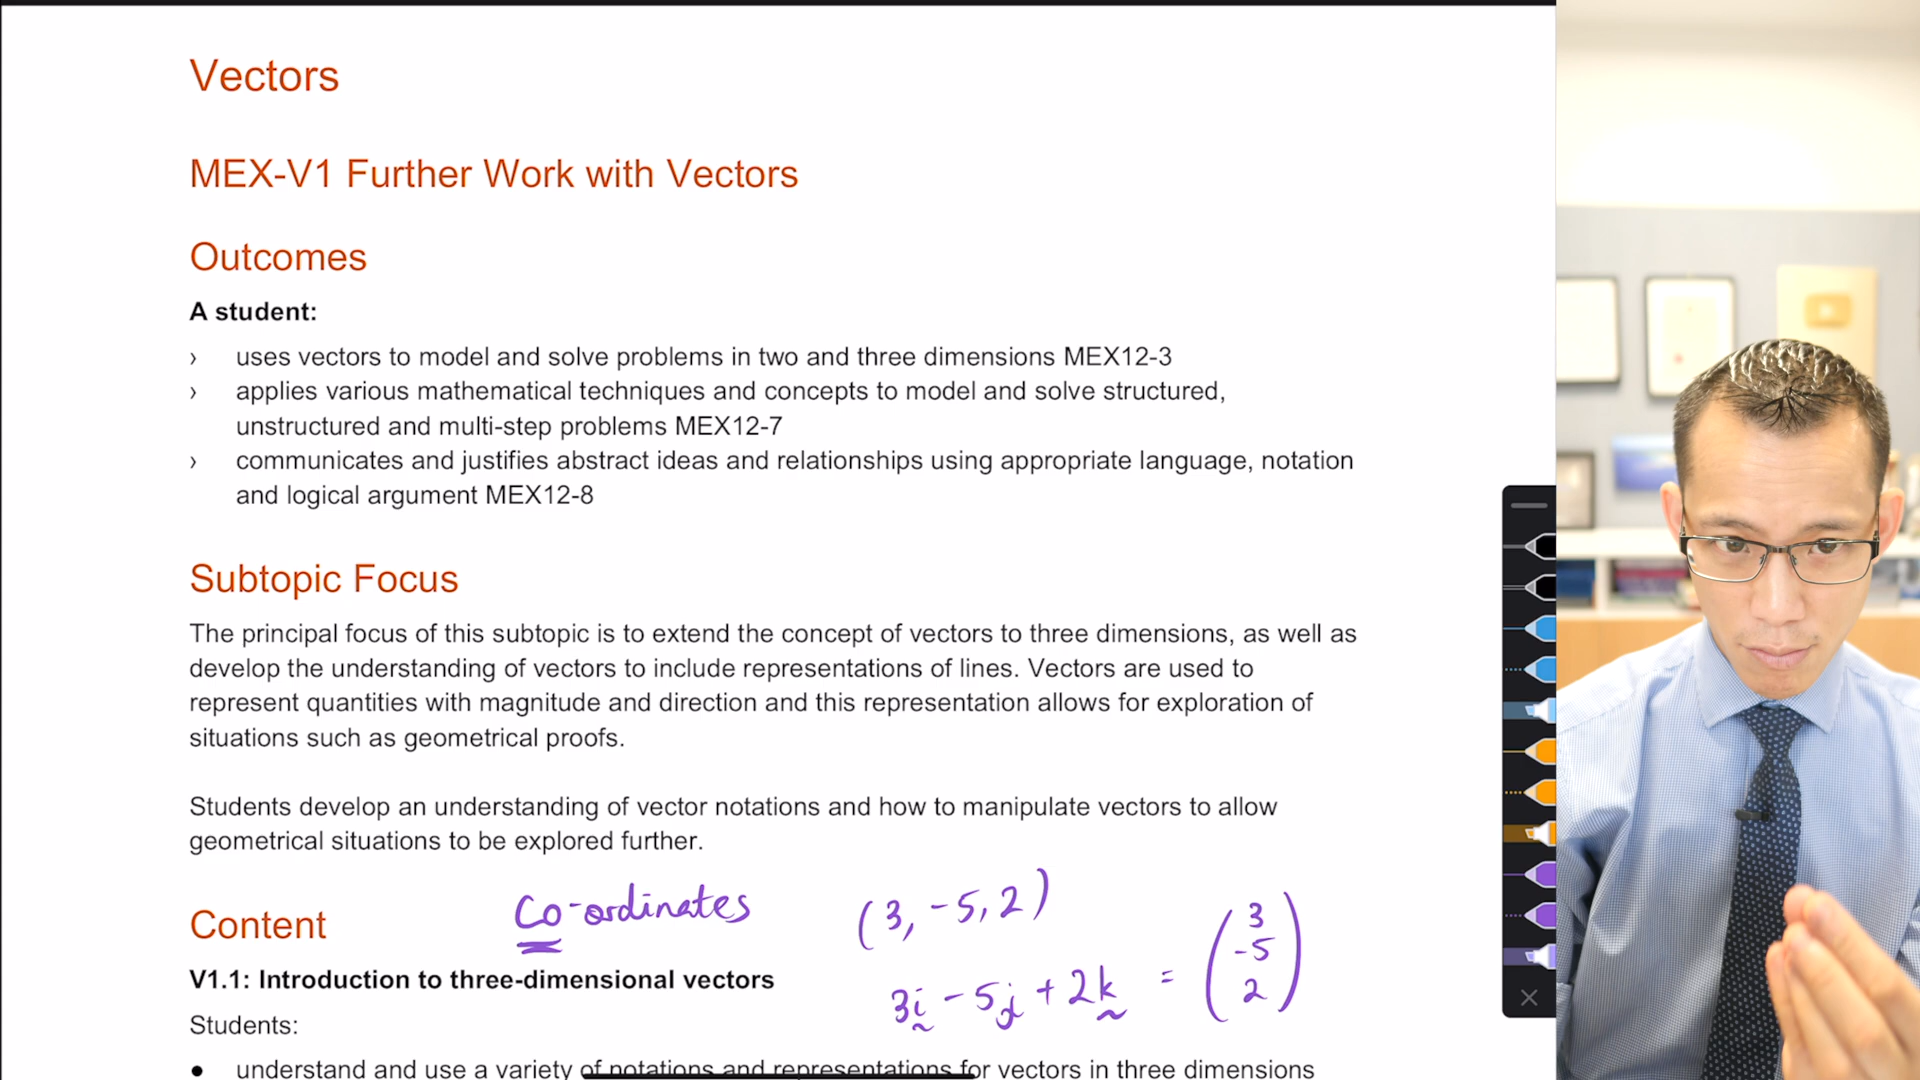 Vectors
MEX-V1 Further Work with Vectors
Outcomes
A student:
› uses vectors to model and solve problems in two and three dimensions MEX12-3
› applies various mathematical techniques and concepts to model and solve structured,
unstructured and multi-step problems MEX12-7
› communicates and justifies abstract ideas and relationships using appropriate language, notation
and logical argument MEX12-8
Subtopic Focus
The principal focus of this subtopic is to extend the concept of vectors to three dimensions, as well as
develop the understanding of vectors to include representations of lines. Vectors are used to
represent quantities with magnitude and direction and this representation allows for exploration of
situations such as geometrical proofs.
Students develop an understanding of vector notations and how to manipulate vectors to allow
geometrical situations to be explored further.
Co-ordinates (3, -5, 2)
Content
3i - 5j + 2k = (3 -5 2)
V1.1: Introduction to three-dimensional vectors
Students:
● understand and use a variety of notations and representations for vectors in three dimensions